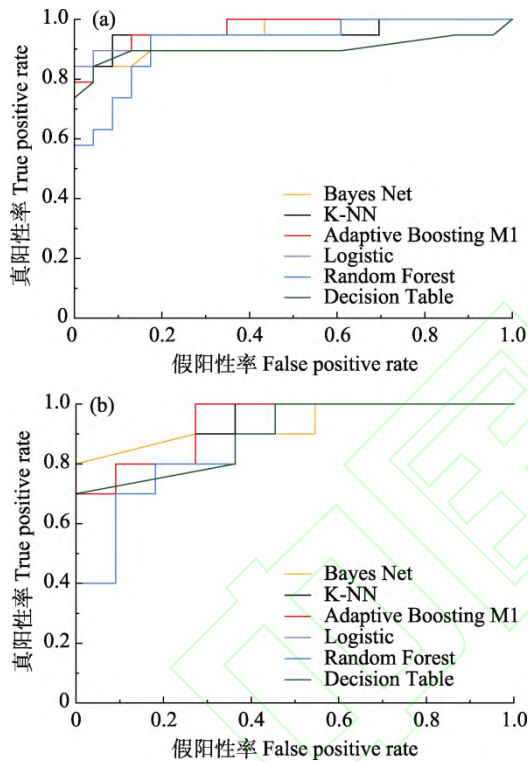 (a)
1.0
0.8
0.6
0.4
0.2
0
真阳性率 True positive rate
Bayes Net
K-NN
Adaptive Boosting M1
Logistic
Random Forest
Decision Table
0 0.2 0.4 0.6 0.8 1.0
假阳性率 False positive rate
(b)
1.0
0.8
0.6
0.4
0.2
0
真阳性率 True positive rate
Bayes Net
K-NN
Adaptive Boosting M1
Logistic
Random Forest
Decision Table
0 0.2 0.4 0.6 0.8 1.0
假阳性率 False positive rate